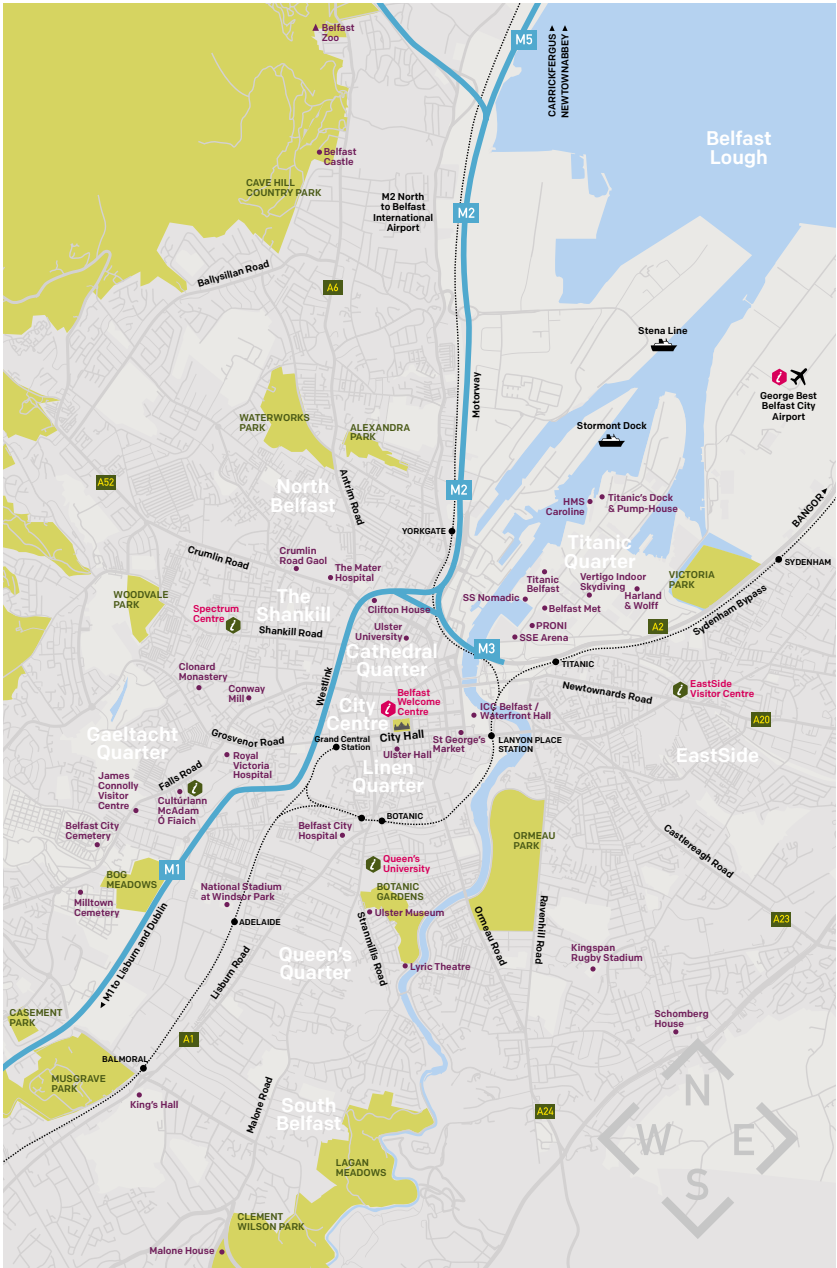 Belfast
Zoo
M5
CARRICKFERGUS
NEWTOWNABBEY
Belfast
Lough
Belfast
Castle
CAVE HILL
COUNTRY PARK
M2 North
to Belfast
International
Airport
M2
Ballysillan Road
A6
Stena Line
George Best
Belfast City
Airport
Motorway
WATERWORKS
PARK
ALEXANDRA
PARK
Stormont Dock
A52
North
Belfast
Antrim Road
M2
HMS
Caroline
Titanic's Dock
& Pump-House
BANGOR
YORKGATE
Titanic
Quarter
Crumlin Road
Crumlin
Road Gaol
The Mater
Hospital
SYDENHAM
VICTORIA
PARK
Titanic
Belfast
Vertigo Indoor
Skydiving
Harland
& Wolff
WOODVALE
PARK
Spectrum
Centre
The
Shankill
Clifton House
SS Nomadic
Belfast Met
Sydenham Bypass
Shankill Road
Ulster
University
PRONI
SSE Arena
A2
Cathedral
Quarter
M3
TITANIC
Clonard
Monastery
Conway
Mill
Westlink
Newtownards Road
EastSide
Visitor Centre
Belfast
Welcome
Centre
City
Centre
ICC Belfast /
Waterfront Hall
A20
Gaeltacht
Quarter
Grosvenor Road
Grand Central
Station
City Hall
St George's
Market
LANYON PLACE
STATION
Royal
Victoria
Hospital
Ulster Hall
EastSide
Linen
Quarter
Falls Road
James
Connolly
Visitor
Centre
Cultúrlann
McAdam
Ó Fiaich
Belfast City
Cemetery
Belfast City
Hospital
BOTANIC
ORMEAU
PARK
Castlereagh Road
M1
BOG
MEADOWS
Queen's
University
Milltown
Cemetery
National Stadium
at Windsor Park
BOTANIC
GARDENS
Ulster Museum
ADELAIDE
A23
M1 to Lisburn and Dublin
Lisburn Road
Queen's
Quarter
Stranmillis Road
Ormeau Road
Ravenhill Road
Lyric Theatre
Kingspan
Rugby Stadium
CASEMENT
PARK
Schomberg
House
A1
BALMORAL
MUSGRAVE
PARK
King's Hall
Malone Road
South
Belfast
A24
N
W
E
S
LAGAN
MEADOWS
CLEMENT
WILSON PARK
Malone House